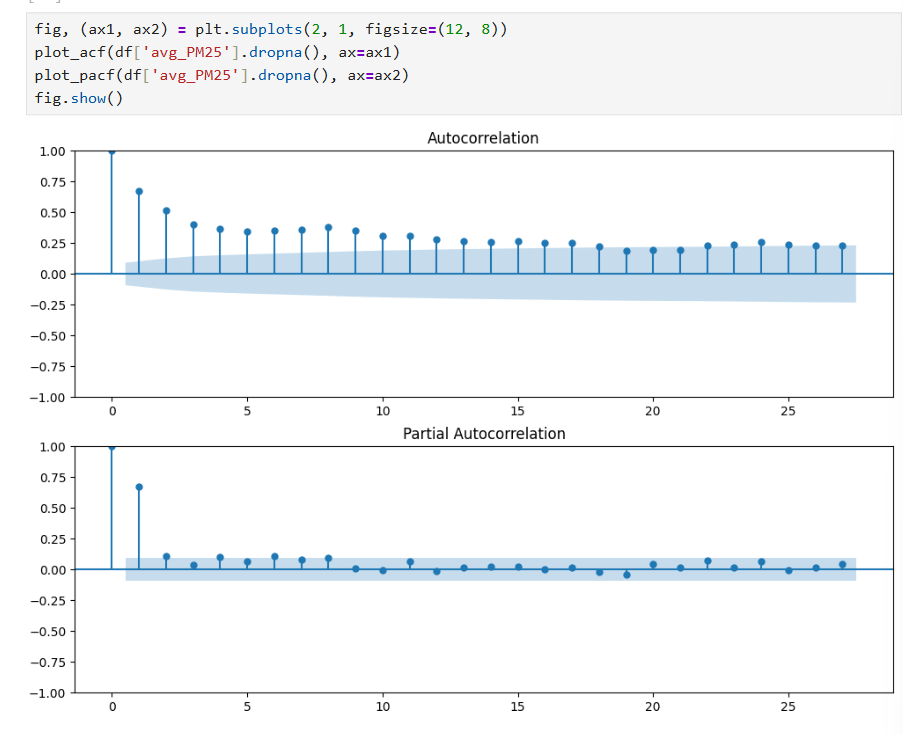 fig, (ax1, ax2) = plt.subplots(2, 1, figsize=(12, 8))
plot_acf(df['avg_PM25'].dropna(), ax=ax1)
plot_pacf(df['avg_PM25'].dropna(), ax=ax2)
fig.show()
Autocorrelation
1.00
0.75
0.50
0.25
0.00
−0.25
−0.50
−0.75
−1.00
0 5 10 15 20 25
Partial Autocorrelation
1.00
0.75
0.50
0.25
0.00
−0.25
−0.50
−0.75
−1.00
0 5 10 15 20 25